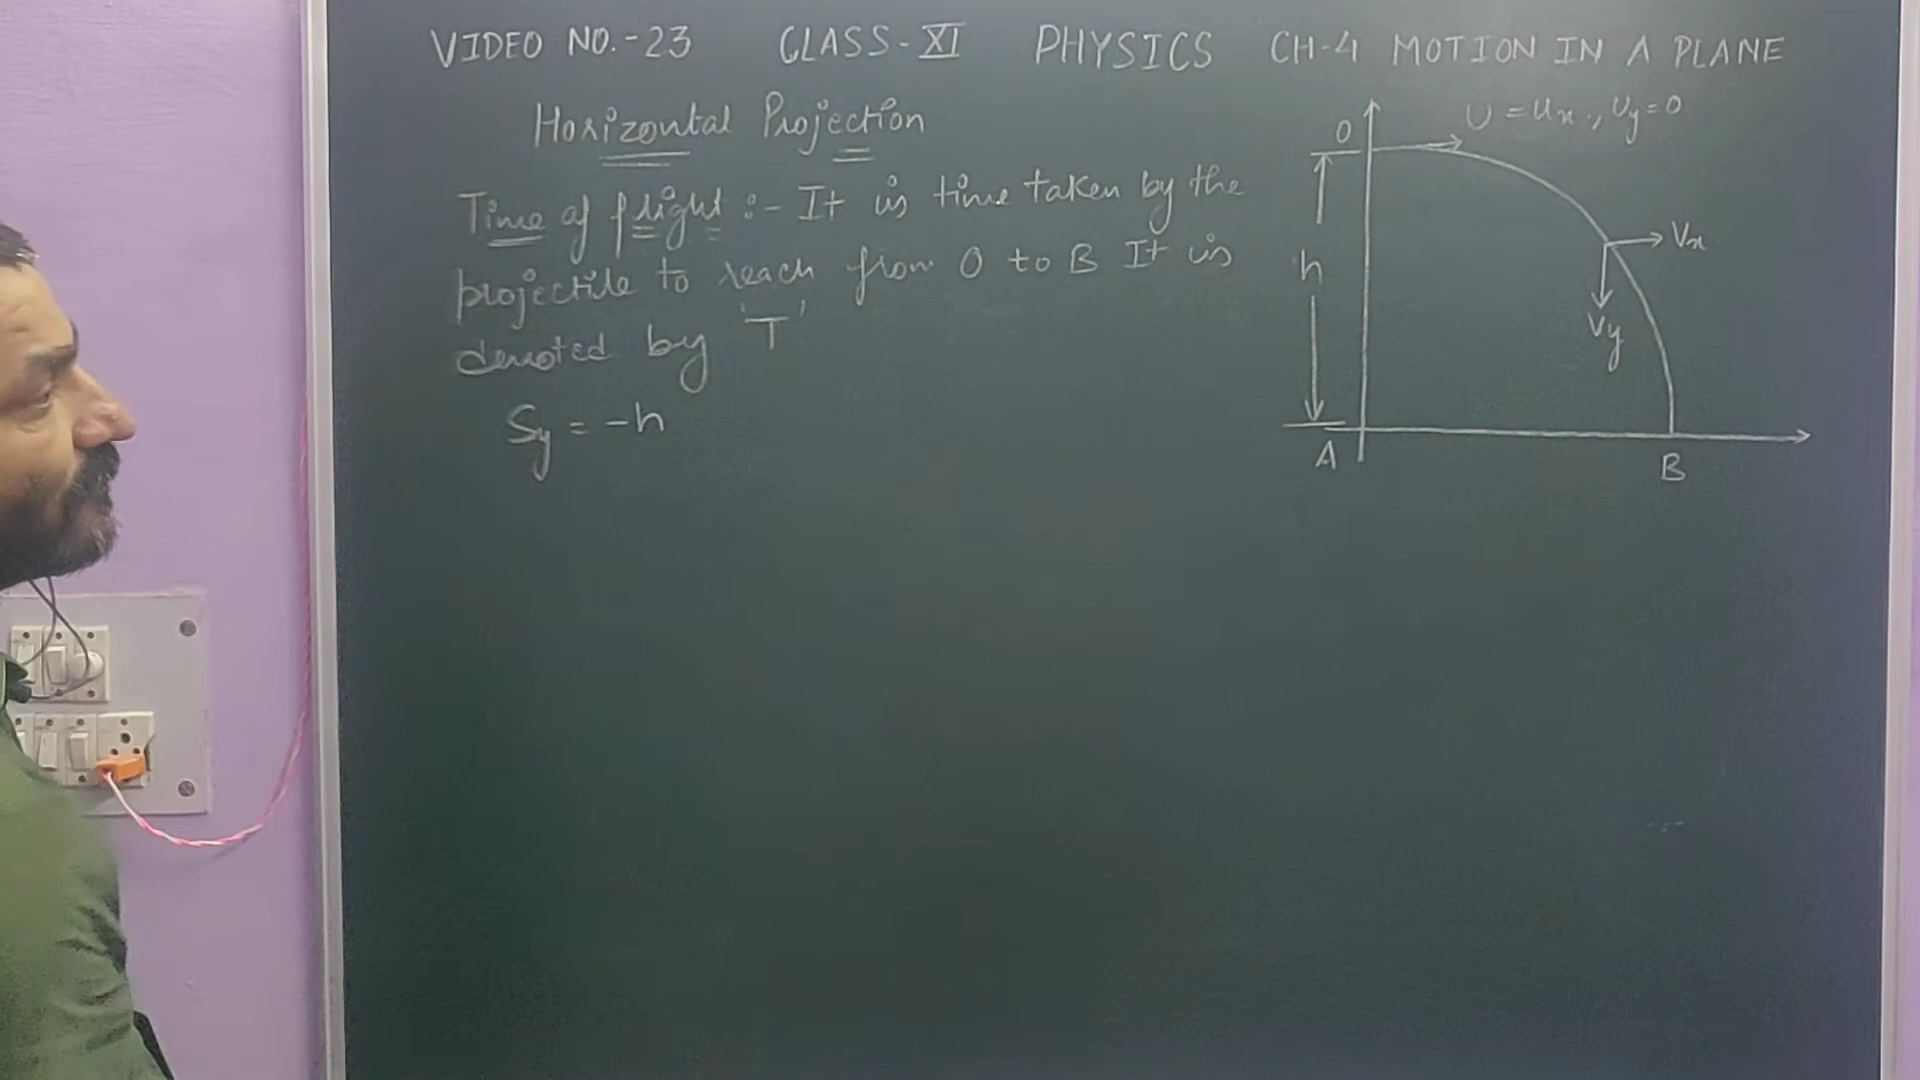 VIDEO NO.-23 CLASS-XI PHYSICS CH-4 MOTION IN A PLANE
Horizontal Projection
Time of flight :- It is time taken by the
projectile to reach from O to B It is
denoted by 'T'
Sy = -h
O
U = Ux., Uy=0
Vx
h
Vy
A
B